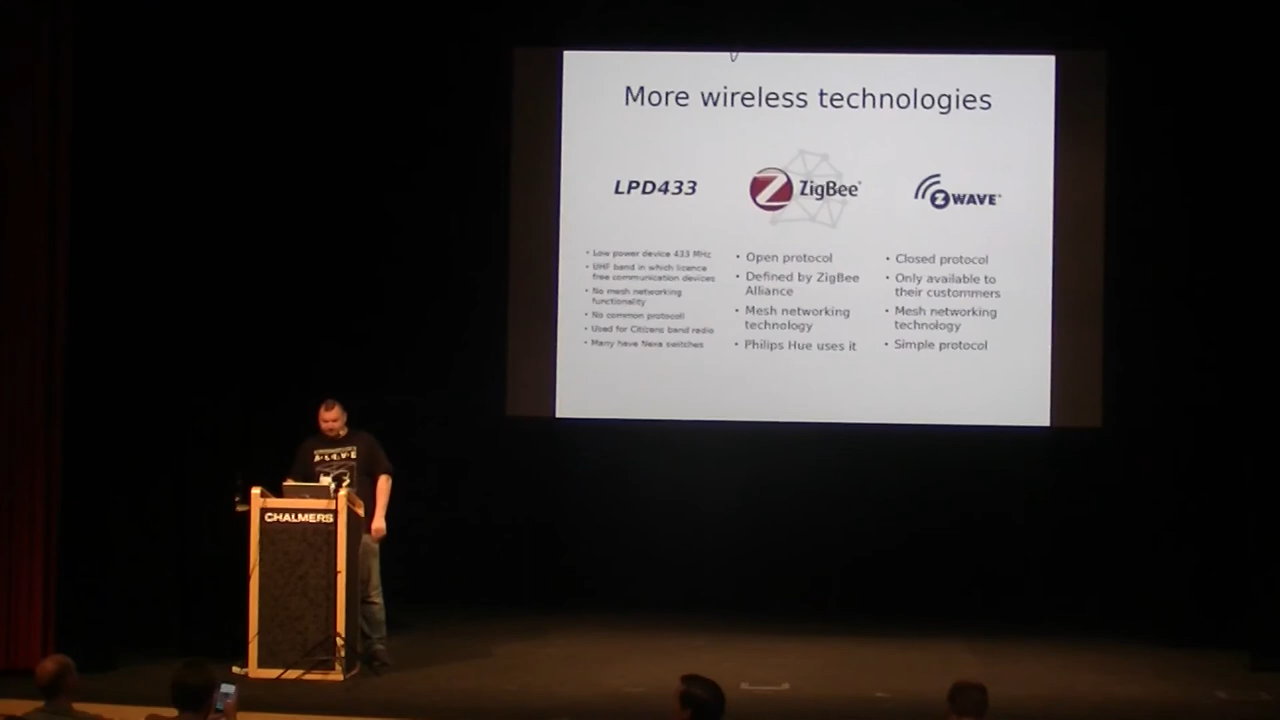 More wireless technologies
LPD433
• Low power device 433 MHz
• UHF band in which licence
free communication devices
• No mesh networking
functionality
• No common protocoll
• Used for Citizens band radio
• Many have Nexa switches
Z ZigBee®
• Open protocol
• Defined by ZigBee
Alliance
• Mesh networking
technology
• Philips Hue uses it
Z WAVE®
• Closed protocol
• Only available to
their custommers
• Mesh networking
technology
• Simple protocol
CHALMERS